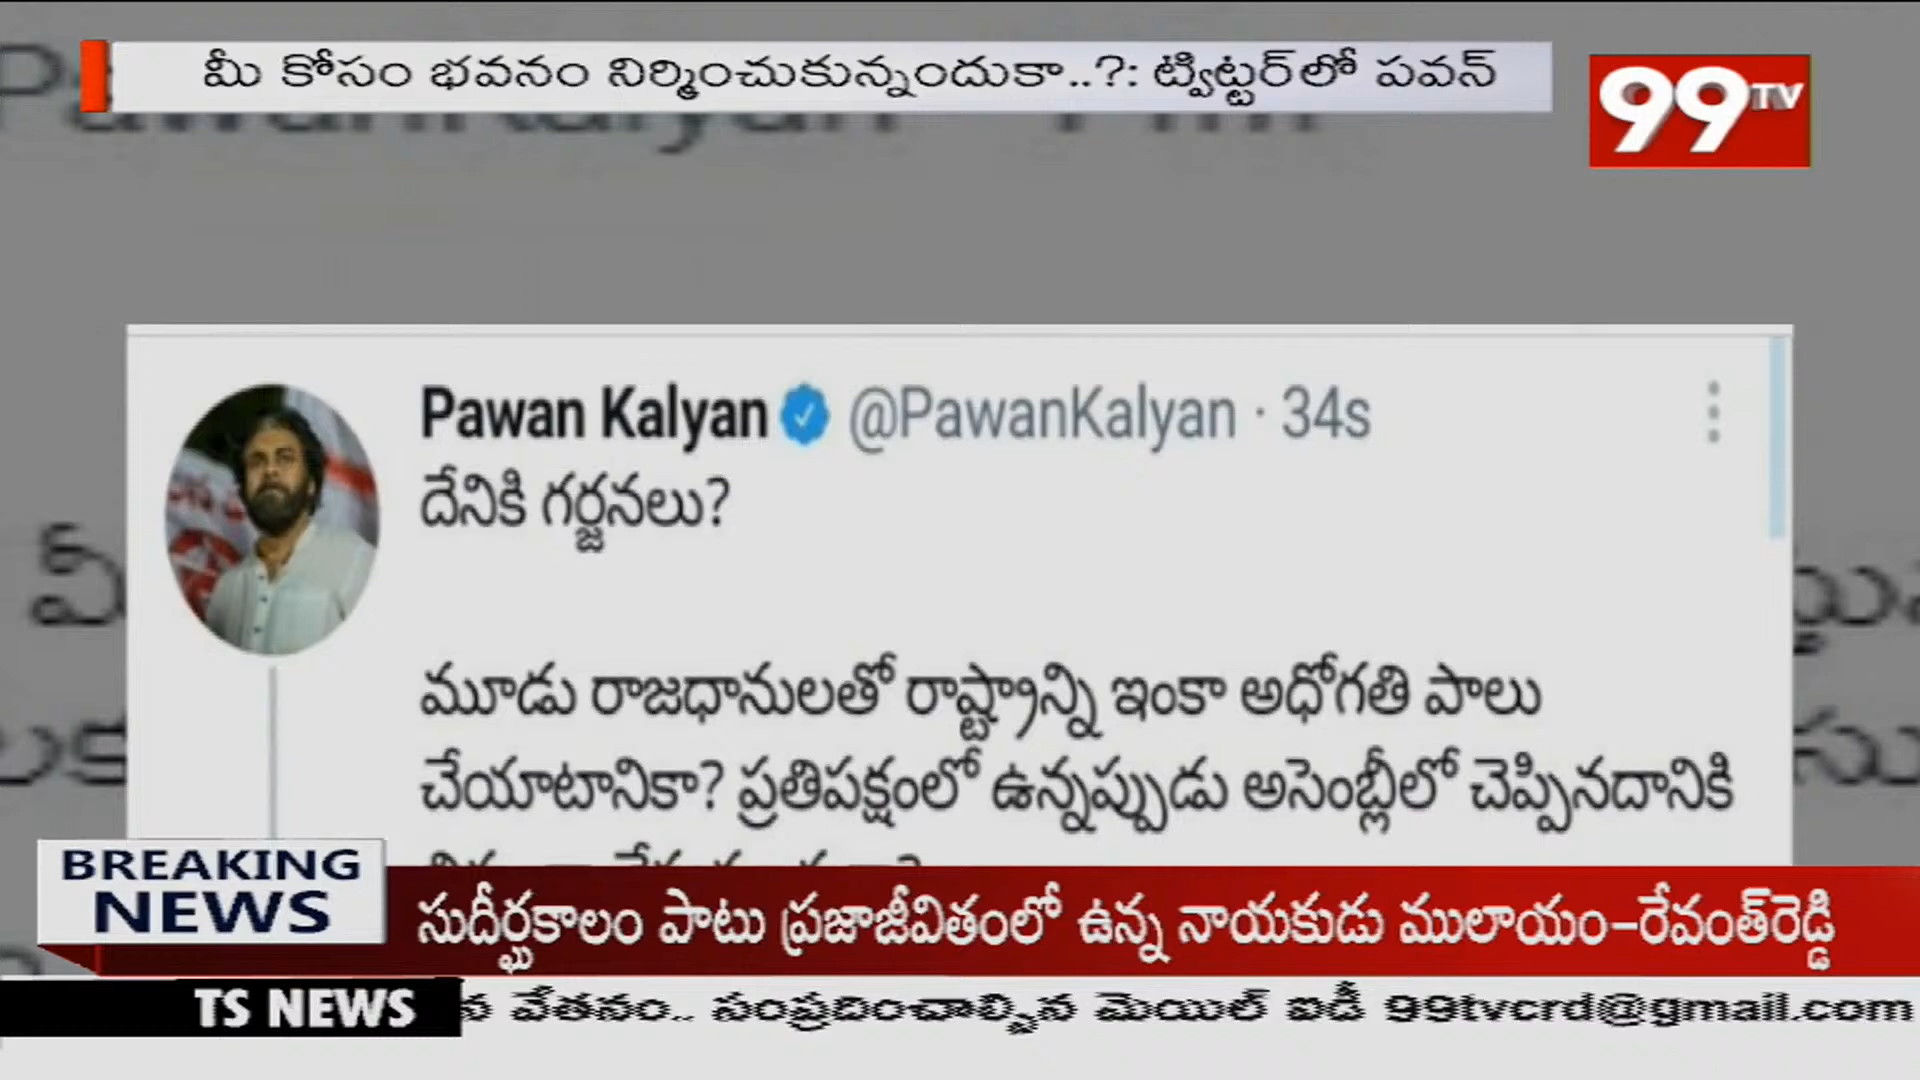 మీ కోసం భవనం నిర్మించుకున్నందుకా..?: ట్విట్టర్‌లో పవన్
99TV
Pawan Kalyan @PawanKalyan · 34s
దేనికి గర్జనలు?
మూడు రాజధానులతో రాష్ట్రాన్ని ఇంకా అధోగతి పాలు
చేయాటానికా? ప్రతిపక్షంలో ఉన్నప్పుడు అసెంబ్లీలో చెప్పినదానికి
BREAKING
NEWS
సుదీర్ఘకాలం పాటు ప్రజాజీవితంలో ఉన్న నాయకుడు ములాయం-రేవంత్‌రెడ్డి
TS NEWS
వేతనం.. సంప్రదించాల్సిన మెయిల్ ఐడీ 99tvcrd@gmail.com